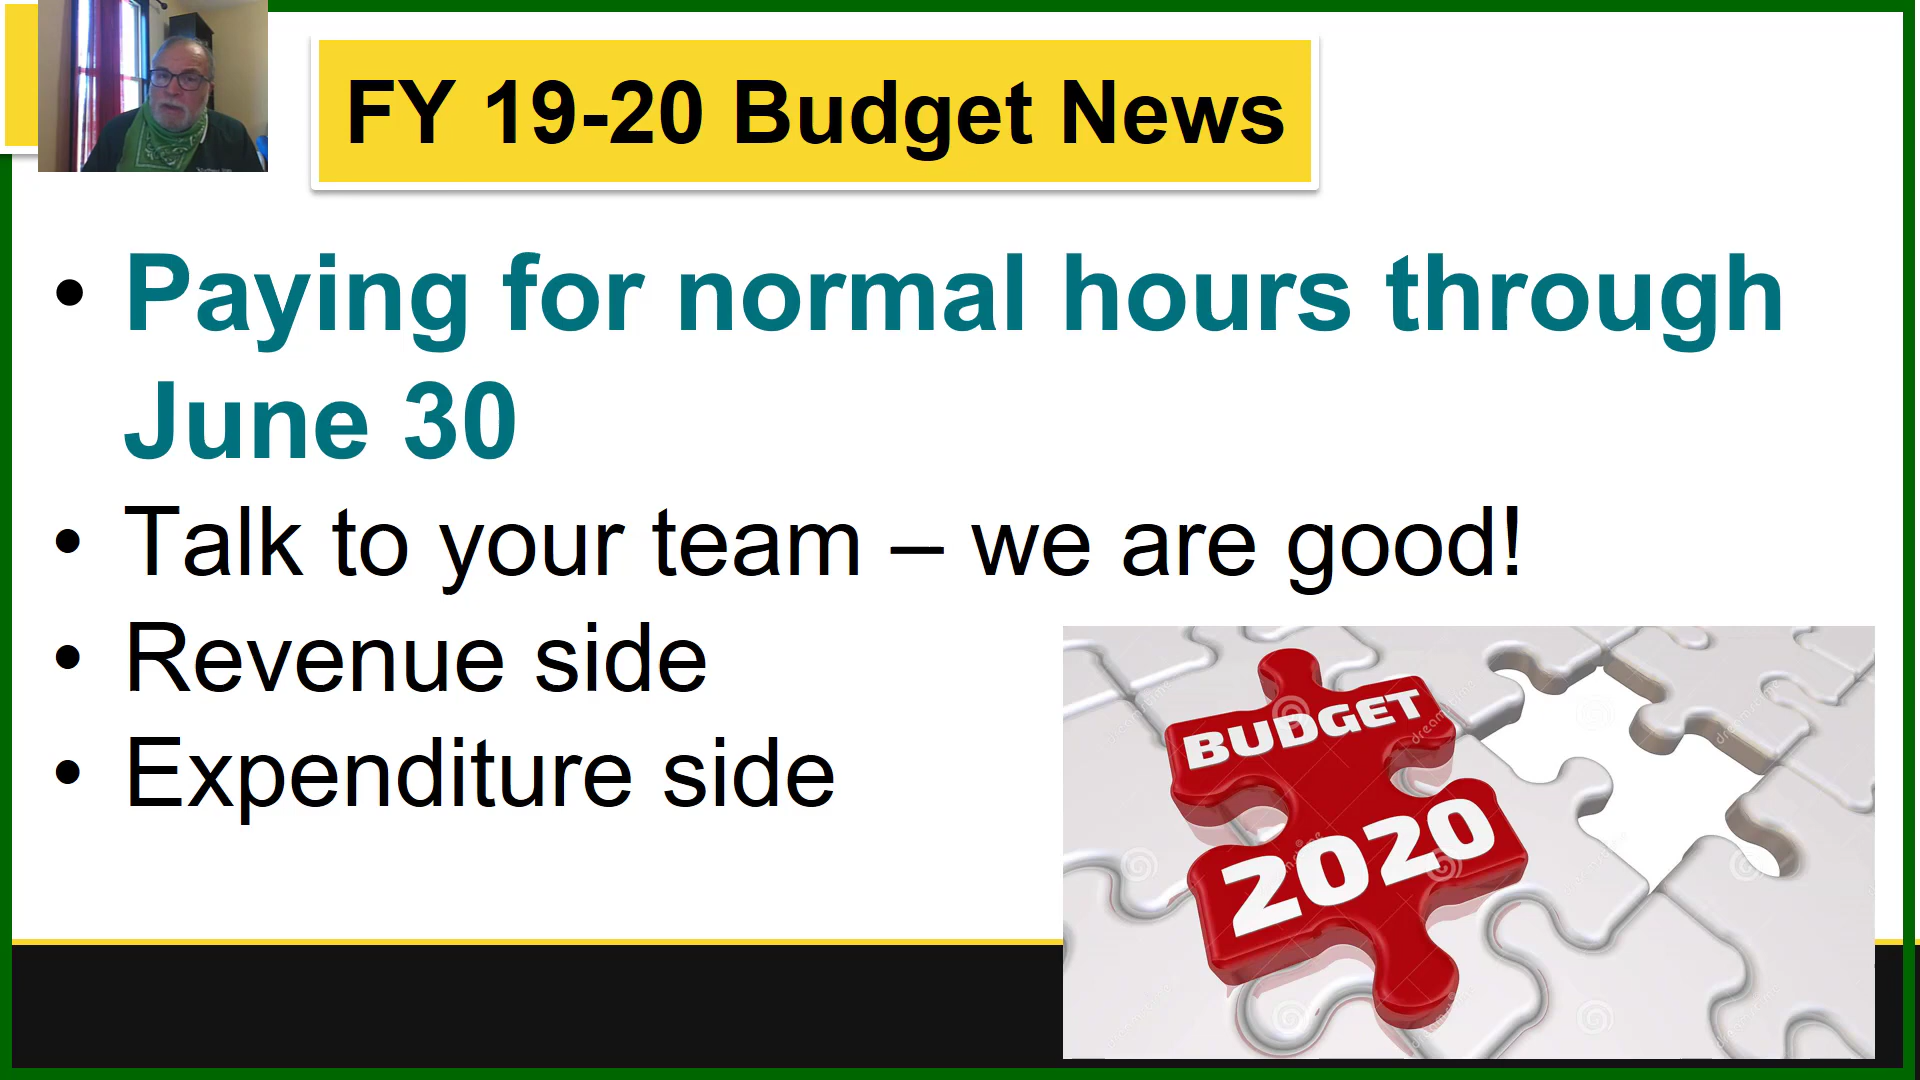 FY 19-20 Budget News
• Paying for normal hours through
June 30
• Talk to your team – we are good!
• Revenue side
• Expenditure side
BUDGET
2020